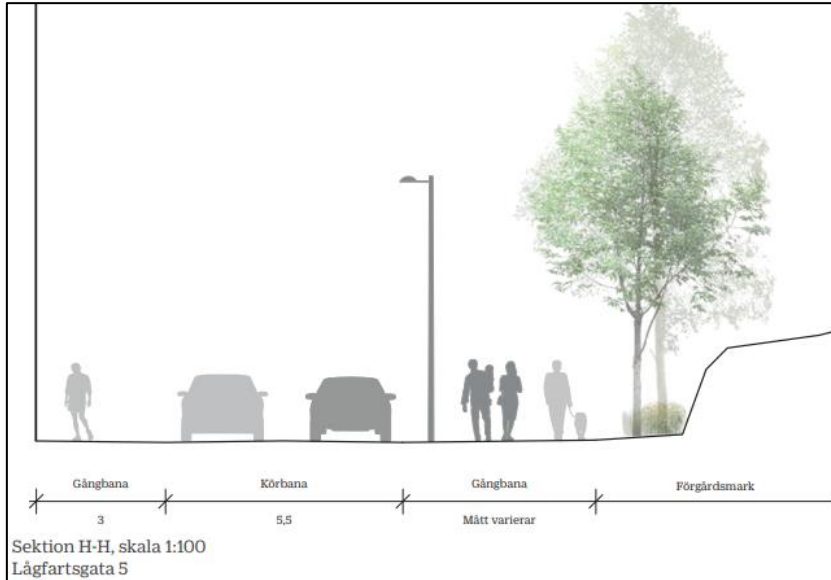 Gångbana Körbana Gångbana Förgårdsmark
3 5,5 Mått varierar
Sektion H-H, skala 1:100
Lågfartsgata 5